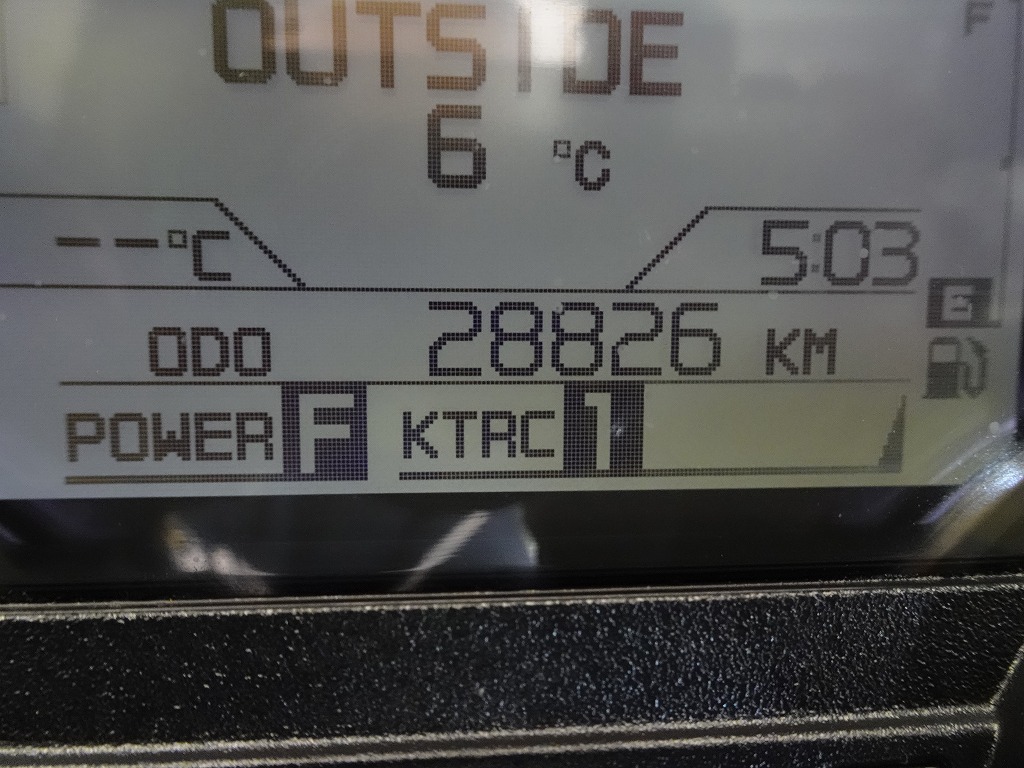 OUTSIDE
F
6 °C
--°C
5:03
E
ODO 28826 KM
POWER F KTRC 1